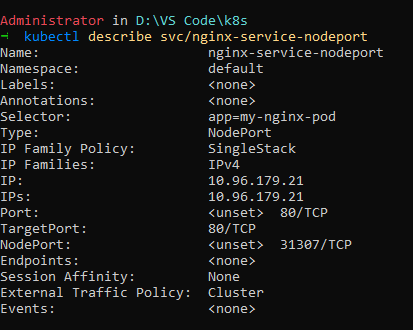 Administrator in D:\VS Code\k8s
kubectl describe svc/nginx-service-nodeport
Name: nginx-service-nodeport
Namespace: default
Labels: <none>
Annotations: <none>
Selector: app=my-nginx-pod
Type: NodePort
IP Family Policy: SingleStack
IP Families: IPv4
IP: 10.96.179.21
IPs: 10.96.179.21
Port: <unset> 80/TCP
TargetPort: 80/TCP
NodePort: <unset> 31307/TCP
Endpoints: <none>
Session Affinity: None
External Traffic Policy: Cluster
Events: <none>